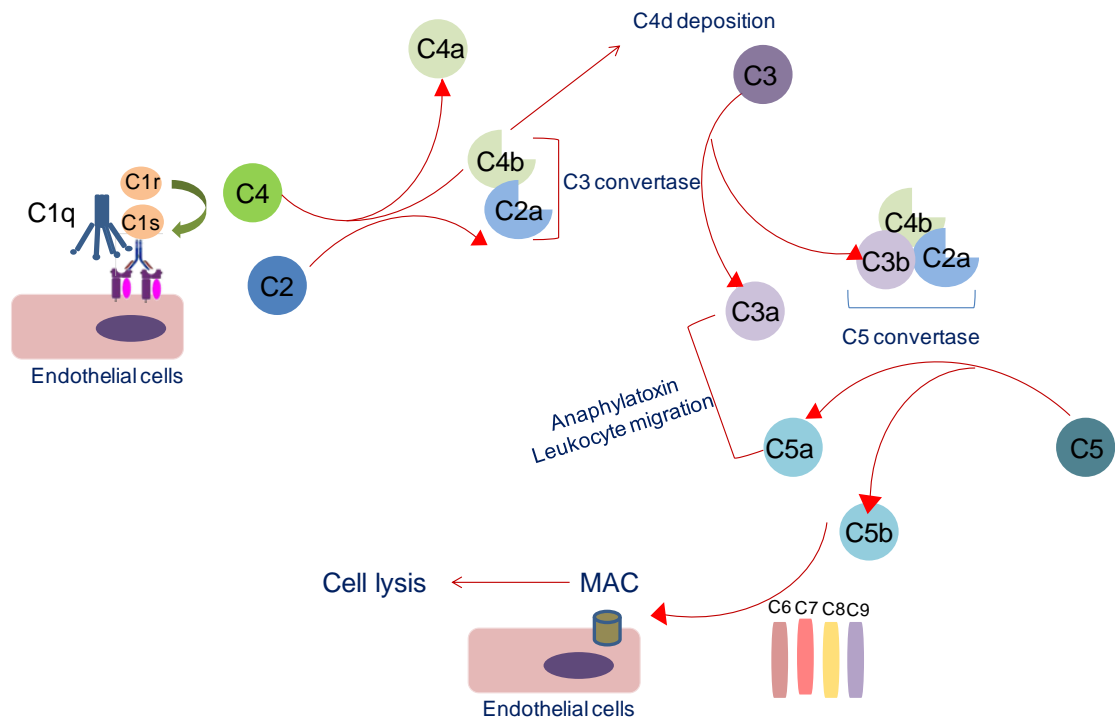 C4d deposition
C4a
C3
C4b
C1r
C4
C3 convertase
C1q
C1s
C2a
C4b
C3b
C2a
C2
C3a
C5 convertase
Endothelial cells
Anaphylatoxin
Leukocyte migration
C5a
C5
C5b
Cell lysis
MAC
C6 C7 C8 C9
Endothelial cells